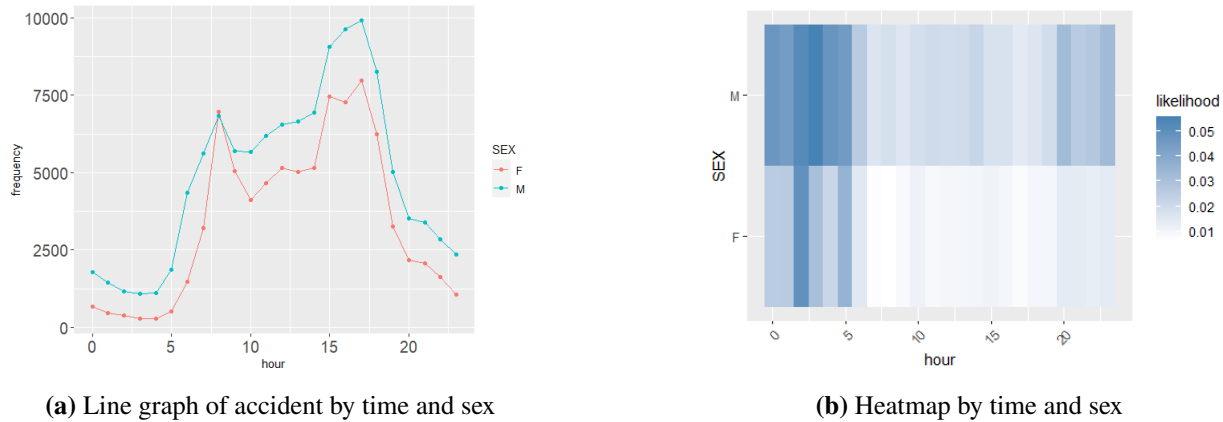 10000
7500
5000
2500
0
frequency
0 5 10 15 20
hour
SEX
F
M
(a) Line graph of accident by time and sex
M
F
SEX
0 5 10 15 20
hour
likelihood
0.05
0.04
0.03
0.02
0.01
(b) Heatmap by time and sex